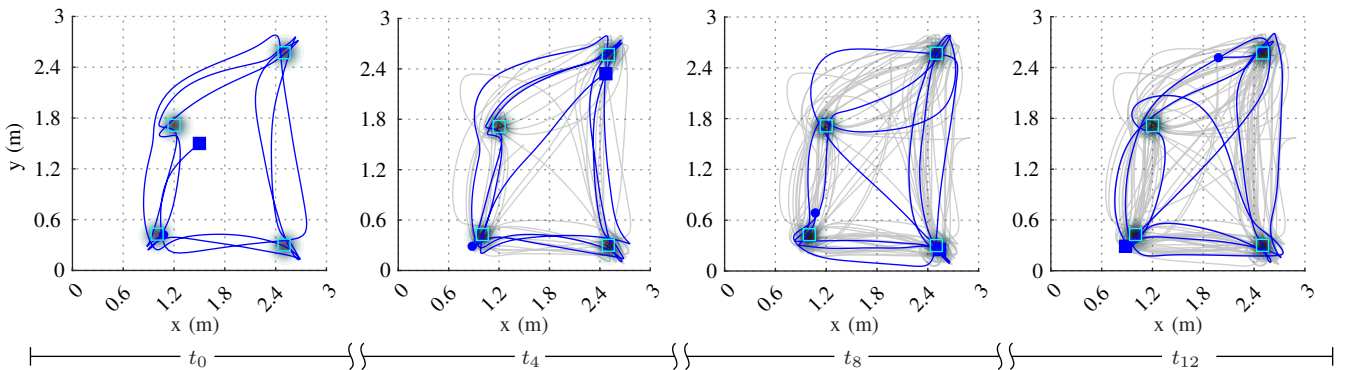 3 3 3 3
2.4 2.4 2.4 2.4
1.8 1.8 1.8 1.8
y (m)
1.2 1.2 1.2 1.2
0.6 0.6 0.6 0.6
0 0 0 0
0 0.6 1.2 1.8 2.4 3 0 0.6 1.2 1.8 2.4 3 0 0.6 1.2 1.8 2.4 3 0 0.6 1.2 1.8 2.4 3
x (m) x (m) x (m) x (m)
t₀ t₄ t₈ t₁₂